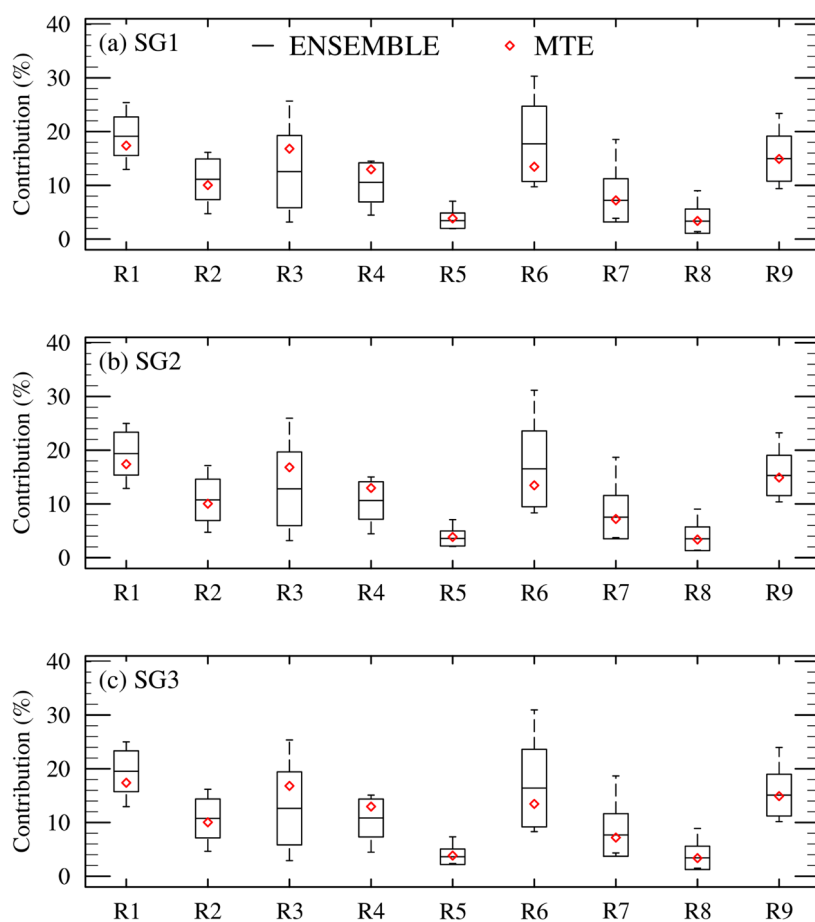 (a) SG1
ENSEMBLE
MTE
Contribution (%)
40
30
20
10
0
R1 R2 R3 R4 R5 R6 R7 R8 R9
(b) SG2
Contribution (%)
40
30
20
10
0
R1 R2 R3 R4 R5 R6 R7 R8 R9
(c) SG3
Contribution (%)
40
30
20
10
0
R1 R2 R3 R4 R5 R6 R7 R8 R9